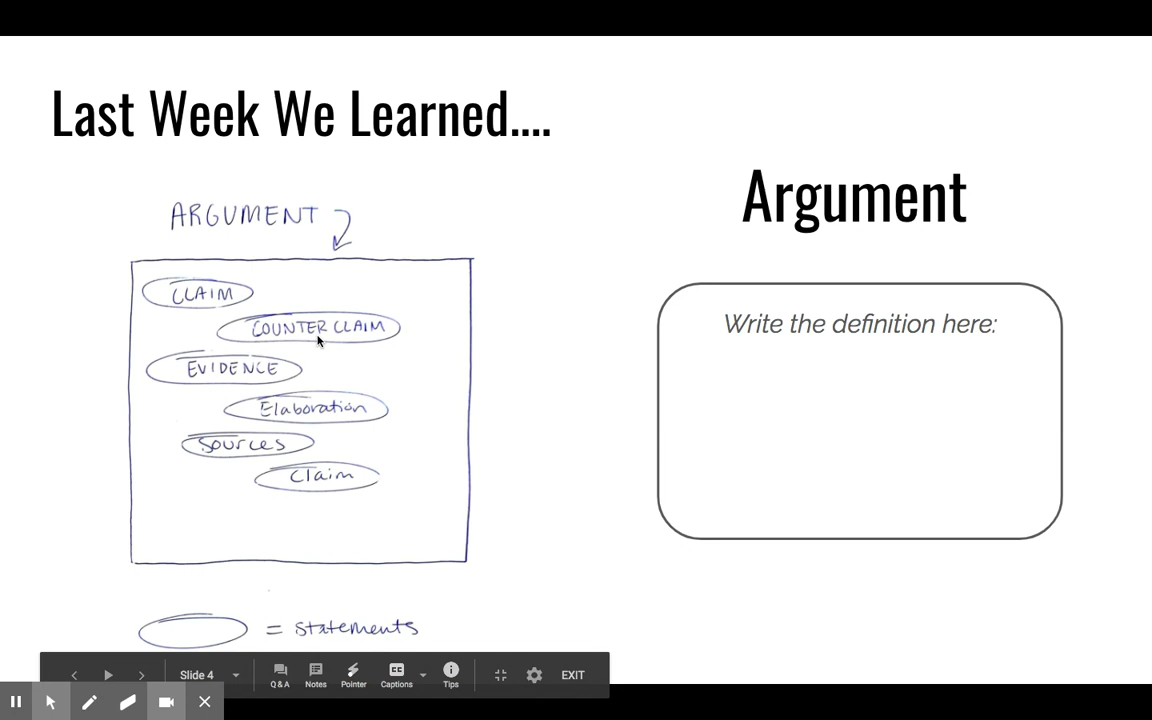 Last Week We Learned....
ARGUMENT
CLAIM
COUNTER CLAIM
EVIDENCE
Elaboration
Sources
Claim
= statements
Argument
Write the definition here:
Slide 4
Q&A
Notes
Pointer
Captions
Tips
EXIT